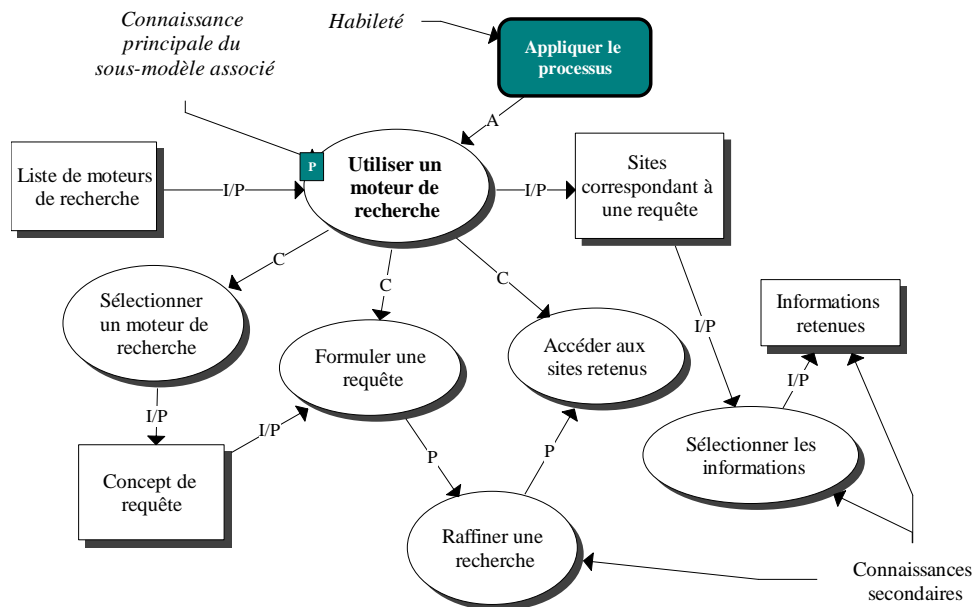 Connaissance
principale du
sous-modèle associé
Habileté
Appliquer le
processus
A
P
Utiliser un
moteur de
recherche
Liste de moteurs
de recherche
I/P
I/P
Sites
correspondant à
une requête
C
C
C
Sélectionner
un moteur de
recherche
Formuler une
requête
Accéder aux
sites retenus
I/P
Informations
retenues
I/P
I/P
I/P
Concept de
requête
P
P
Sélectionner les
informations
Raffiner une
recherche
Connaissances
secondaires